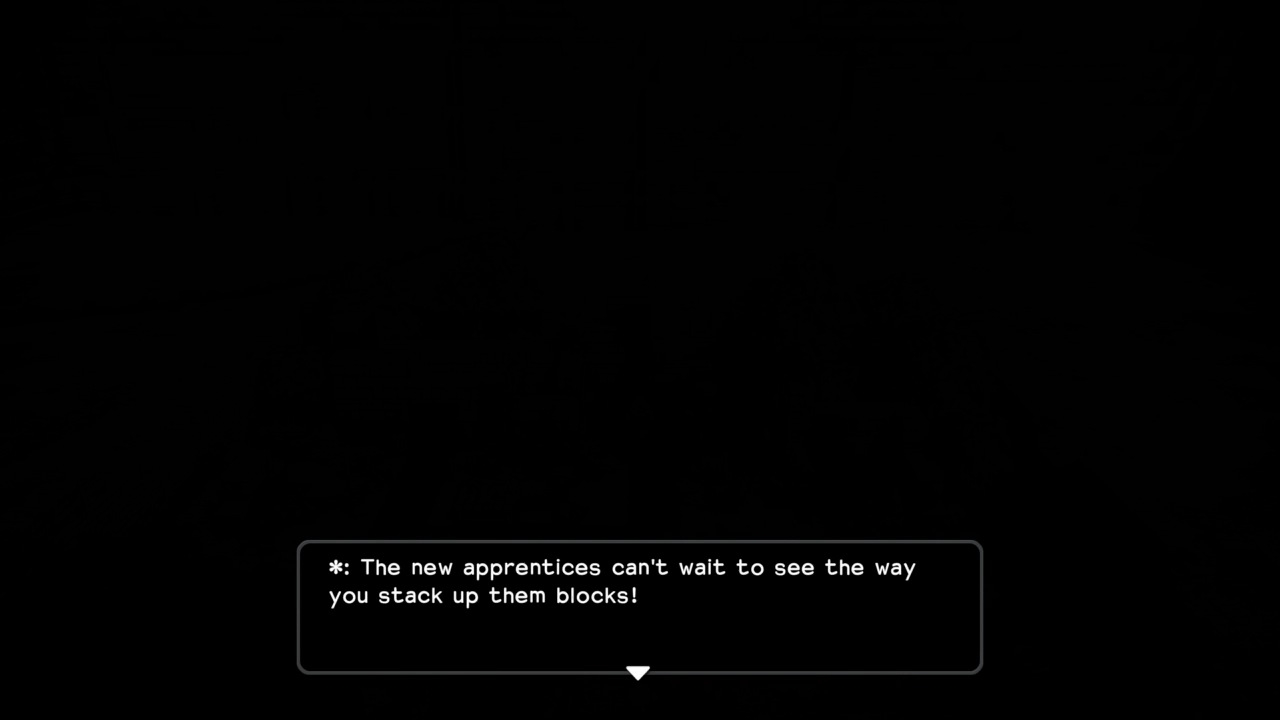 *: The new apprentices can't wait to see the way
you stack up them blocks!